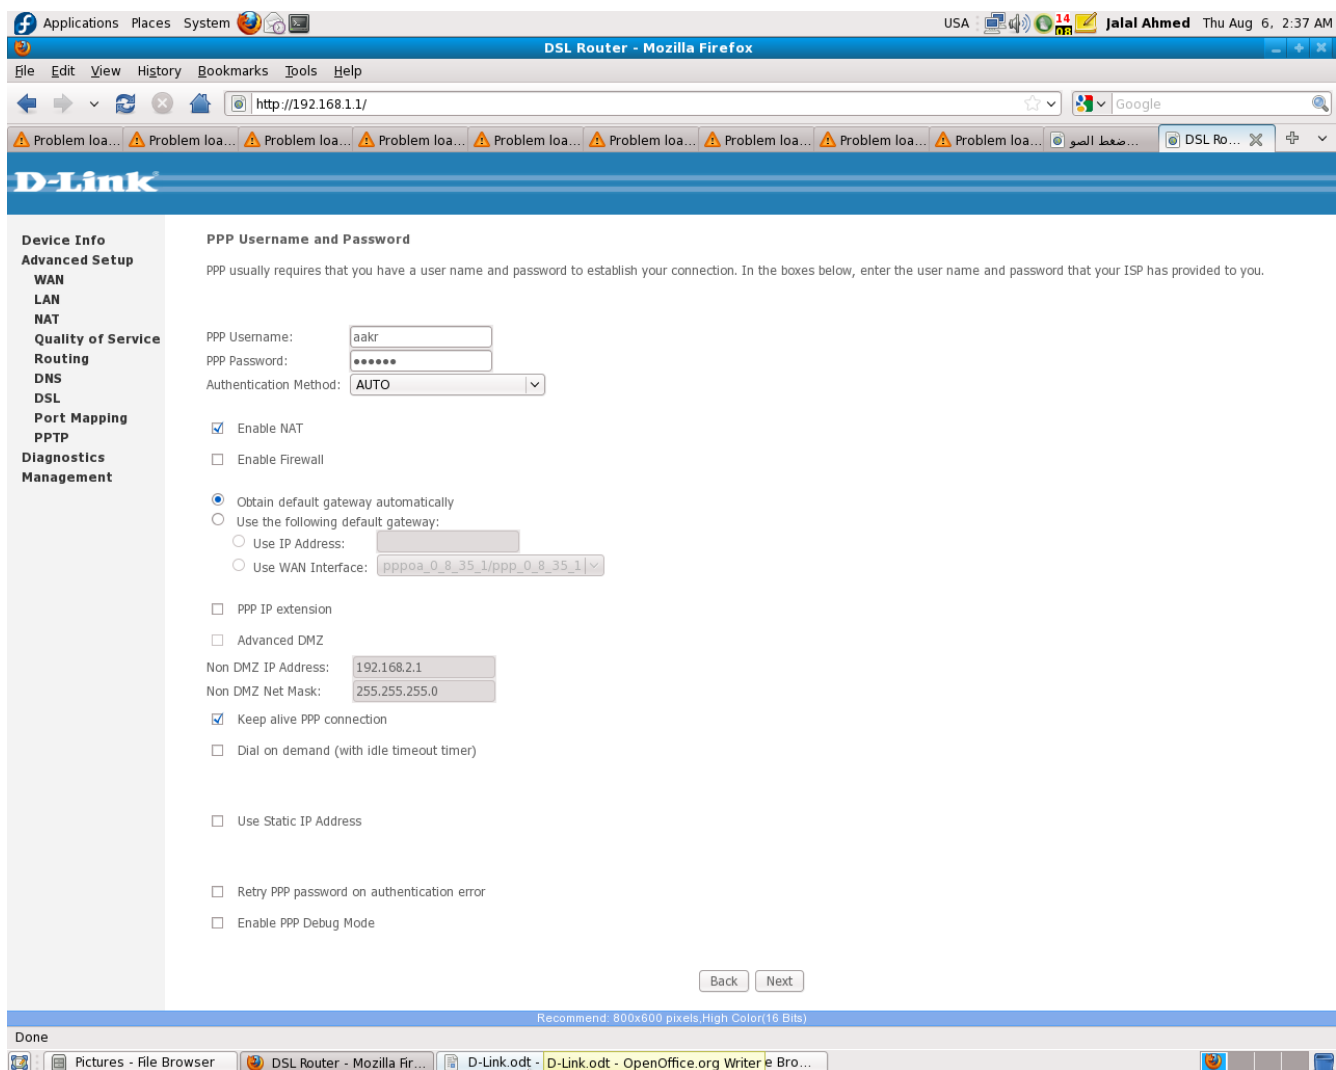 Applications Places System USA 14 08 Jalal Ahmed Thu Aug 6, 2:37 AM
DSL Router - Mozilla Firefox
File Edit View History Bookmarks Tools Help
http://192.168.1.1/ Google
Problem loa... Problem loa... Problem loa... Problem loa... Problem loa... Problem loa... Problem loa... Problem loa... Problem loa... ضغط الصو... DSL Ro...
D-Link
Device Info
Advanced Setup
WAN
LAN
NAT
Quality of Service
Routing
DNS
DSL
Port Mapping
PPTP
Diagnostics
Management
PPP Username and Password
PPP usually requires that you have a user name and password to establish your connection. In the boxes below, enter the user name and password that your ISP has provided to you.
PPP Username: aakr
PPP Password: ••••••
Authentication Method: AUTO
Enable NAT
Enable Firewall
Obtain default gateway automatically
Use the following default gateway:
Use IP Address:
Use WAN Interface: pppoa_0_8_35_1/ppp_0_8_35_1
PPP IP extension
Advanced DMZ
Non DMZ IP Address: 192.168.2.1
Non DMZ Net Mask: 255.255.255.0
Keep alive PPP connection
Dial on demand (with idle timeout timer)
Use Static IP Address
Retry PPP password on authentication error
Enable PPP Debug Mode
Back Next
Recommend: 800x600 pixels,High Color(16 Bits)
Done
Pictures - File Browser DSL Router - Mozilla Fir... D-Link.odt - D-Link.odt - OpenOffice.org Writer e Bro...